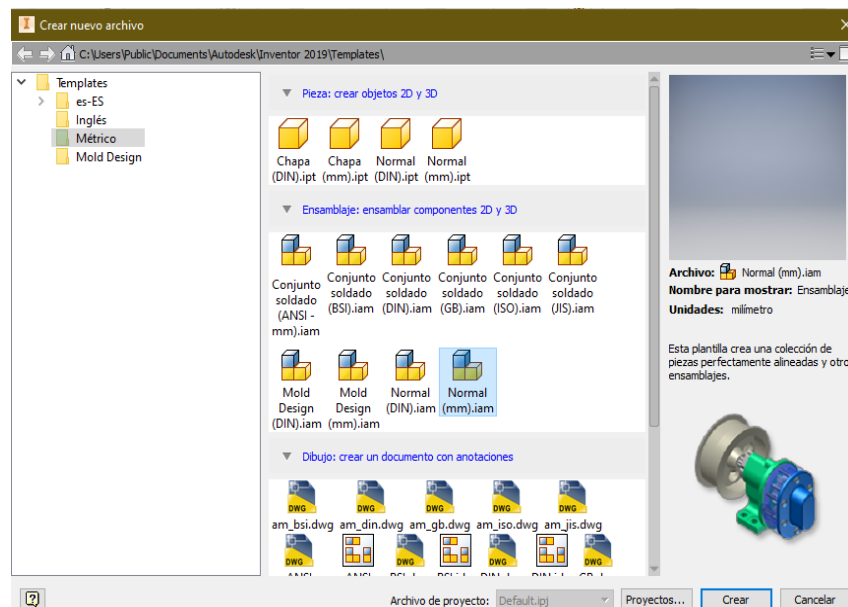 Crear nuevo archivo
C:\Users\Public\Documents\Autodesk\Inventor 2019\Templates\
Templates
es-ES
Inglés
Métrico
Mold Design
Pieza: crear objetos 2D y 3D
Chapa Chapa Normal Normal
(DIN).ipt (mm).ipt (DIN).ipt (mm).ipt
Ensamblaje: ensamblar componentes 2D y 3D
Conjunto Conjunto Conjunto Conjunto Conjunto Conjunto
soldado soldado soldado soldado soldado soldado
(ANSI - (BSI).iam (DIN).iam (GB).iam (ISO).iam (JIS).iam
mm).iam
Mold Mold Normal Normal
Design Design (DIN).iam (mm).iam
(DIN).iam (mm).iam
Dibujo: crear un documento con anotaciones
DWG DWG DWG DWG DWG
am_bsi.dwg am_din.dwg am_gb.dwg am_iso.dwg am_jis.dwg
DWG DWG DWG DWG
Archivo: Normal (mm).iam
Nombre para mostrar: Ensamblaje
Unidades: milímetro
Esta plantilla crea una colección de
piezas perfectamente alineadas y otro
ensamblajes.
Archivo de proyecto: Default.ipj
Proyectos...
Crear
Cancelar